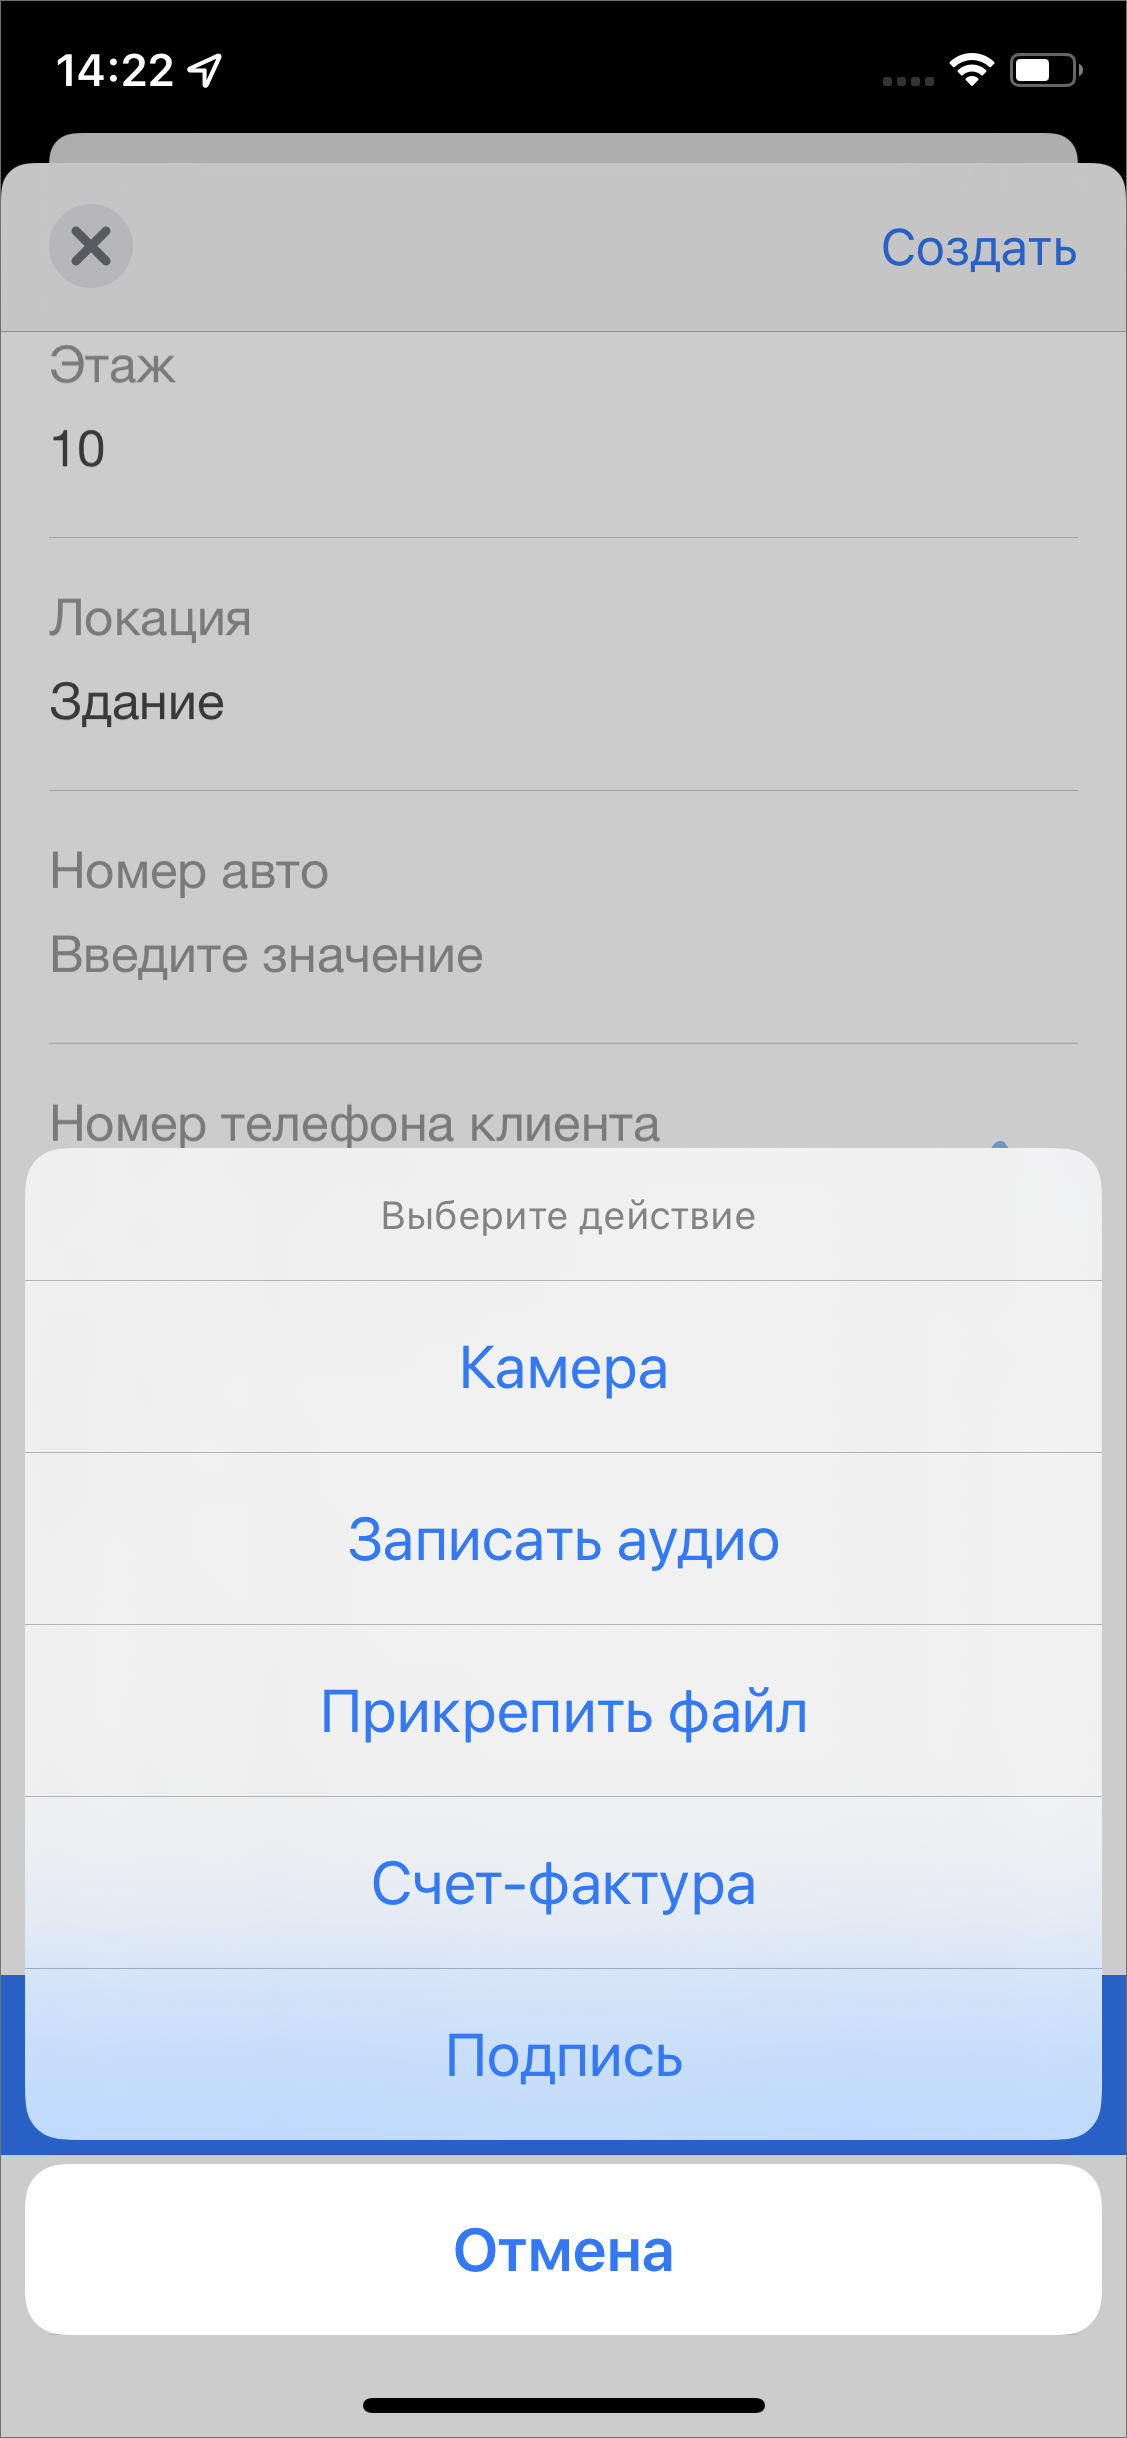 14:22
Создать
Этаж
10
Локация
Здание
Номер авто
Введите значение
Номер телефона клиента
Выберите действие
Камера
Записать аудио
Прикрепить файл
Счет-фактура
Подпись
Отмена